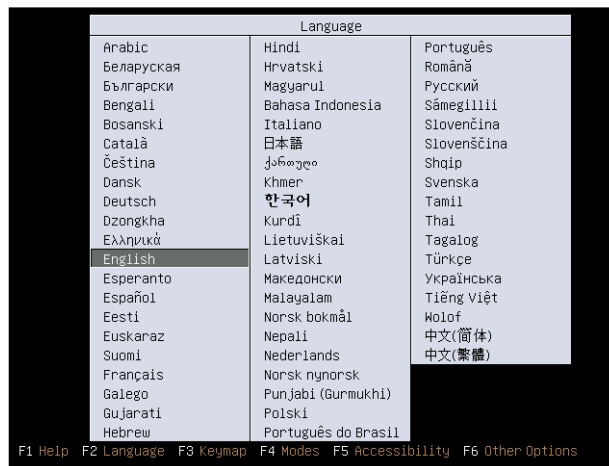 Language
Arabic
Беларуская
Български
Bengali
Bosanski
Català
Čeština
Dansk
Deutsch
Dzongkha
Ελληνικά
English
Esperanto
Español
Eesti
Euskaraz
Suomi
Français
Galego
Gujarati
Hebrew
Hindi
Hrvatski
Magyarul
Bahasa Indonesia
Italiano
日本語
ქართული
Khmer
한국어
Kurdî
Lietuviškai
Latviski
Македонски
Malayalam
Norsk bokmål
Nepali
Nederlands
Norsk nynorsk
Punjabi (Gurmukhi)
Polski
Português do Brasil
Português
Română
Русский
Sámegillii
Slovenčina
Slovenščina
Shqip
Svenska
Tamil
Thai
Tagalog
Türkçe
Українська
Tiếng Việt
Wolof
中文(简体)
中文(繁體)
F1 Help F2 Language F3 Keymap F4 Modes F5 Accessibility F6 Other Options